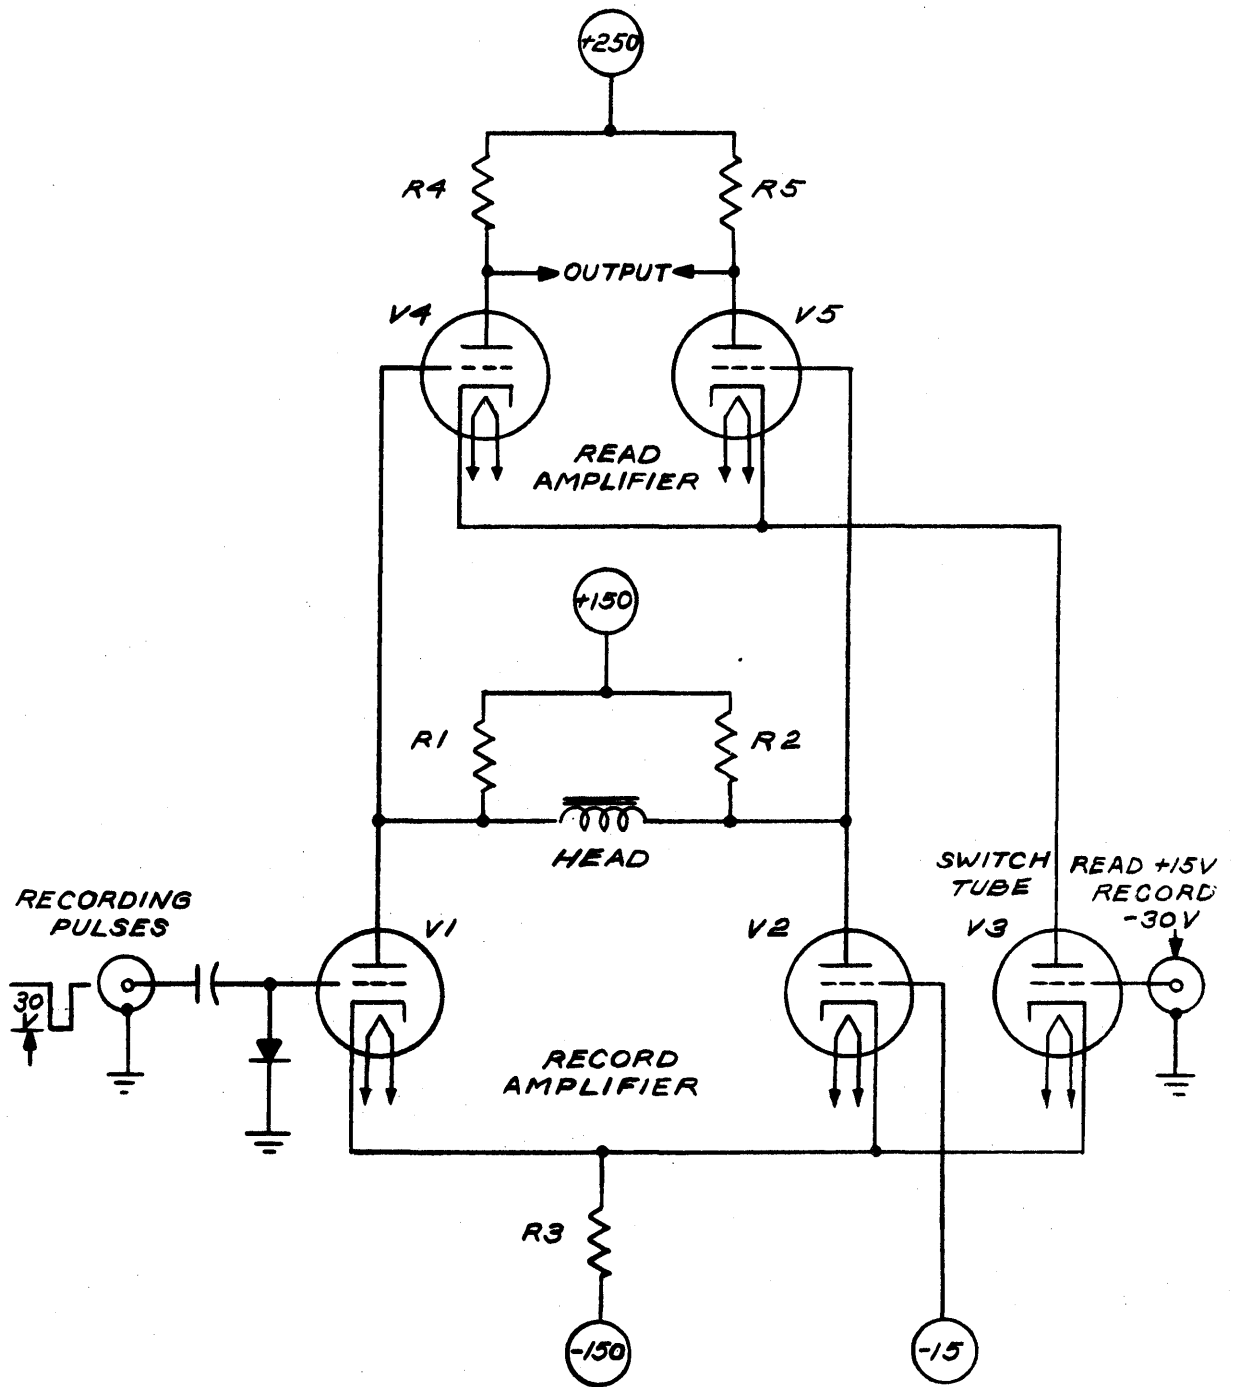 +250
R4
R5
OUTPUT
V4
V5
READ
AMPLIFIER
+150
R1
R2
HEAD
SWITCH
TUBE
READ +15V
RECORD
-30V
RECORDING
PULSES
V1
V2
V3
30
V
RECORD
AMPLIFIER
R3
-150
-15